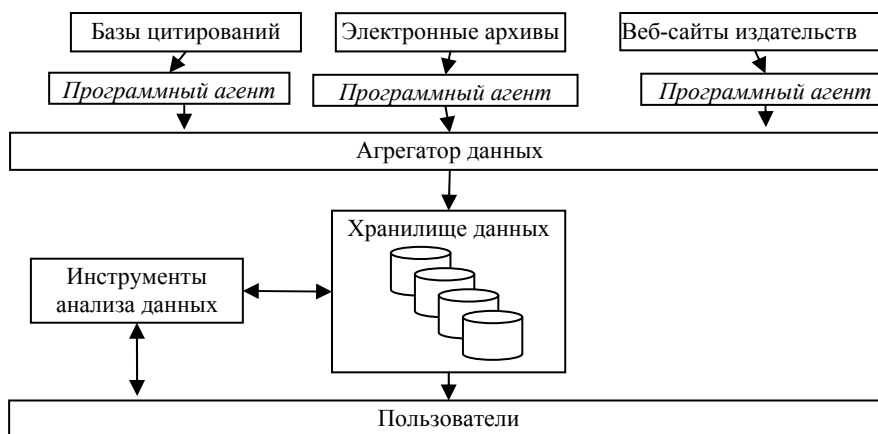 Базы цитирований
Электронные архивы
Веб-сайты издательств
Программный агент
Программный агент
Программный агент
Агрегатор данных
Хранилище данных
Инструменты
анализа данных
Пользователи